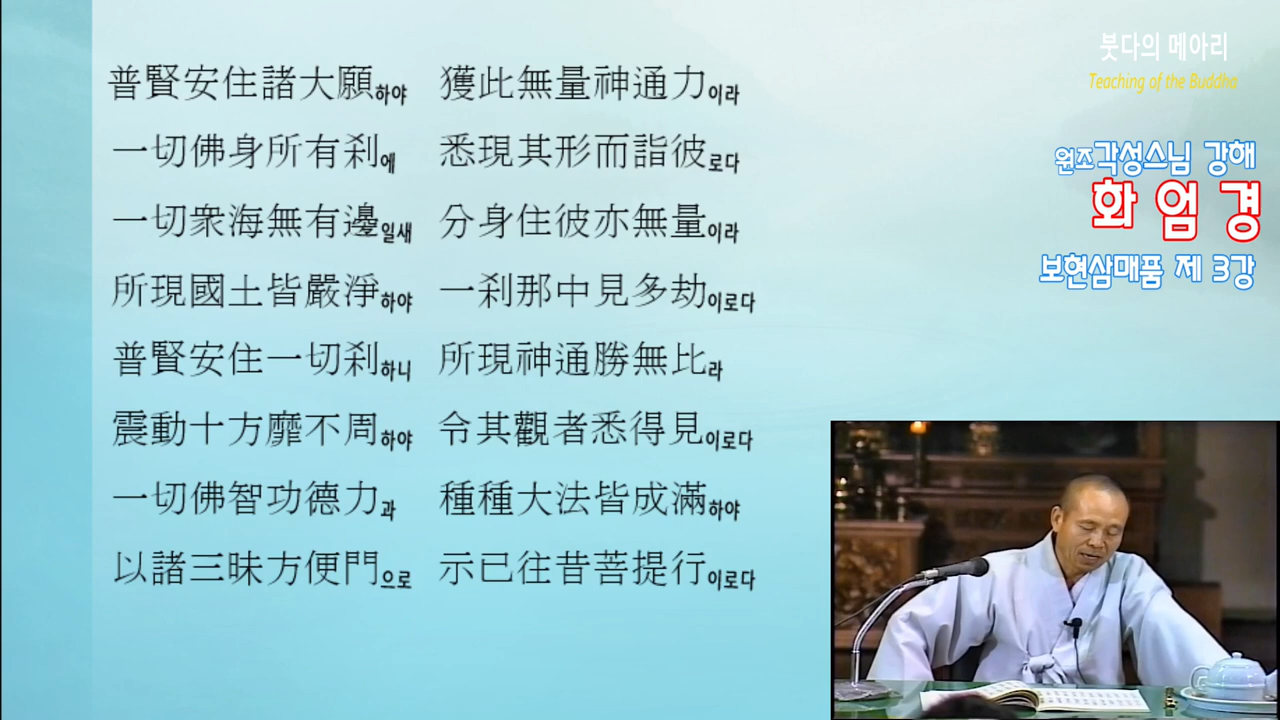 普賢安住諸大願하야 獲此無量神通力이라
一切佛身所有刹에 悉現其形而詣彼로다
一切衆海無有邊일새 分身住彼亦無量이라
所現國土皆嚴淨하야 一刹那中見多劫이로다
普賢安住一切刹하니 所現神通勝無比라
震動十方靡不周하야 令其觀者悉得見이로다
一切佛智功德力과 種種大法皆成滿하야
以諸三昧方便門으로 示已往昔菩提行이로다
붓다의 메아리
Teaching of the Buddha
원조각성스님 강해
화엄경
보현삼매품 제 3강